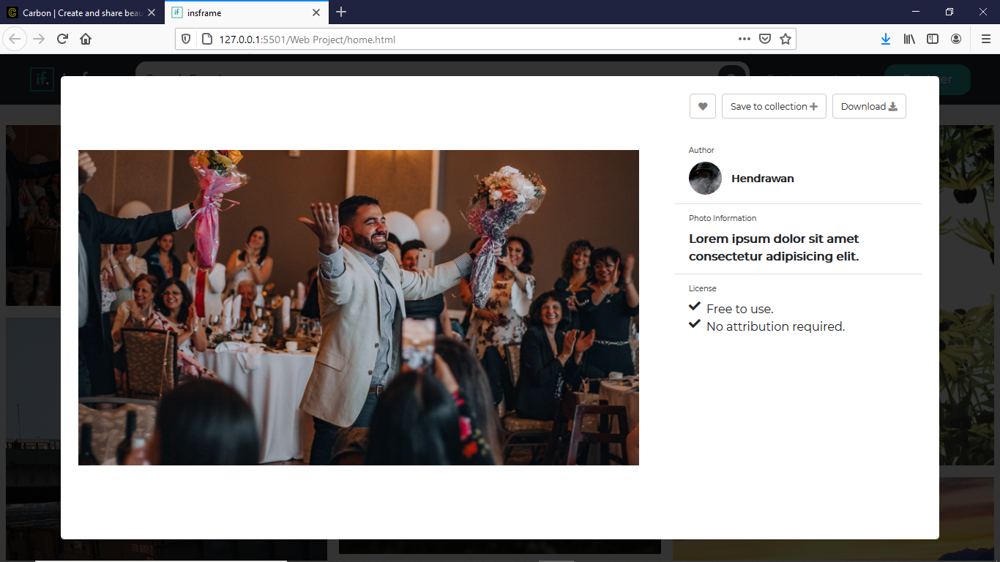 Carbon | Create and share beau
insframe
127.0.0.1:5501/Web Project/home.html
if.
Save to collection
Download
Author
Hendrawan
Photo Information
Lorem ipsum dolor sit amet
consectetur adipisicing elit.
License
Free to use.
No attribution required.